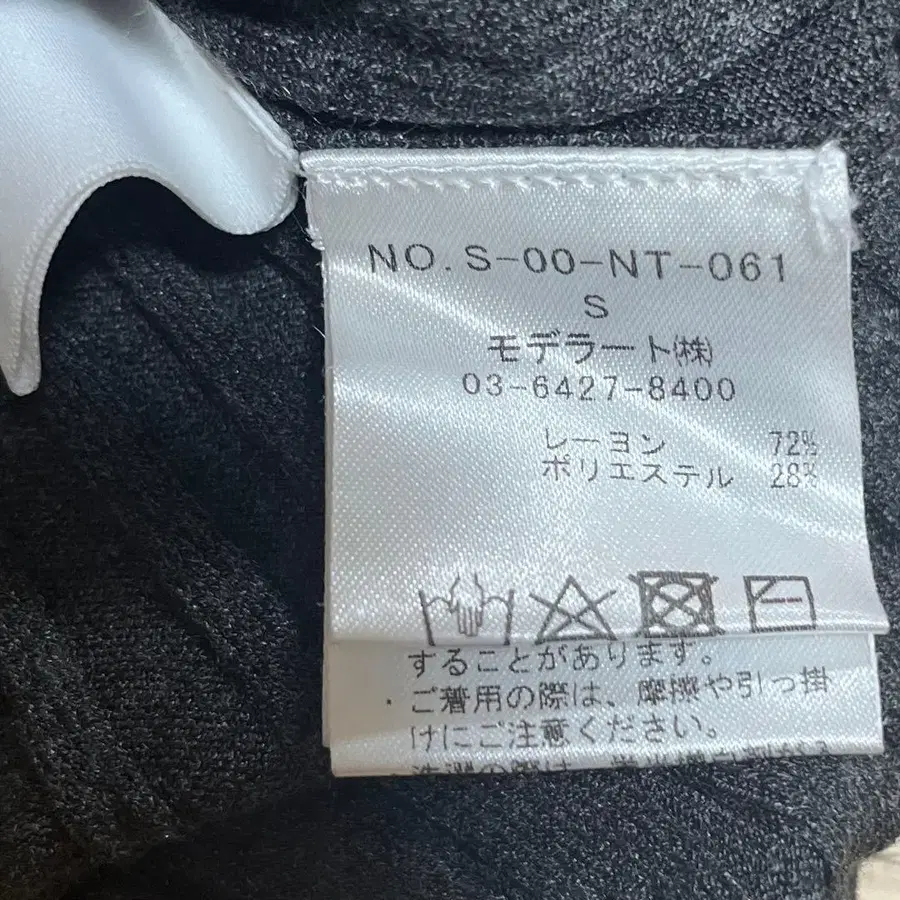 NO.S-00-NT-061
S
モデラート㈱
03-6427-8400
レーヨン 72%
ポリエステル 28%
することがあります。
・ご着用の際は、摩擦や引っ掛
けにご注意ください。